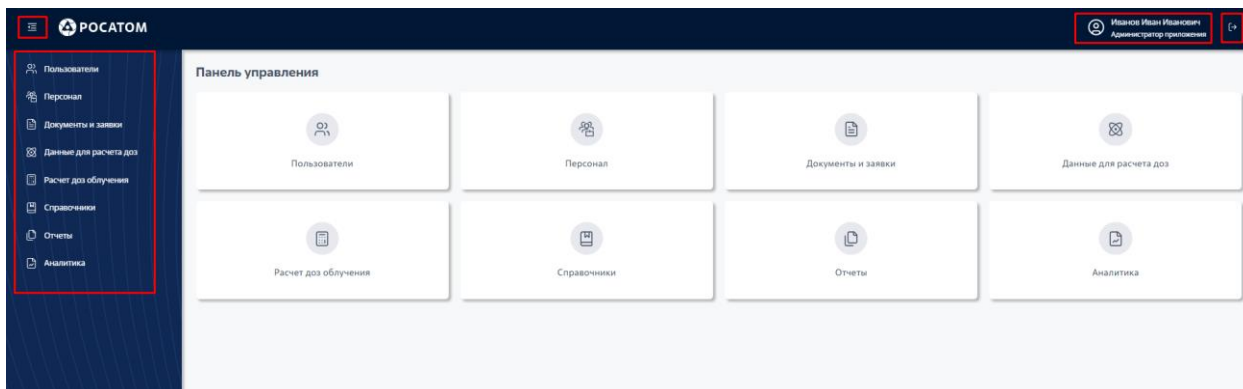 РОСАТОМ
Иванов Иван Иванович
Администратор приложения
Пользователи
Персонал
Документы и заявки
Данные для расчета доз
Расчет доз облучения
Справочники
Отчеты
Аналитика
Панель управления
Пользователи
Персонал
Документы и заявки
Данные для расчета доз
Расчет доз облучения
Справочники
Отчеты
Аналитика